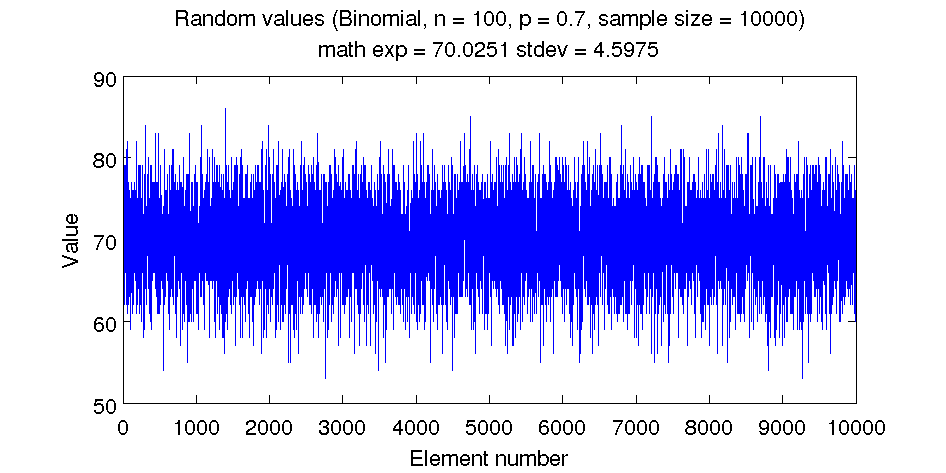 Random values (Binomial, n = 100, p = 0.7, sample size = 10000)
math exp = 70.0251 stdev = 4.5975
90
80
70
60
50
Value
0 1000 2000 3000 4000 5000 6000 7000 8000 9000 10000
Element number